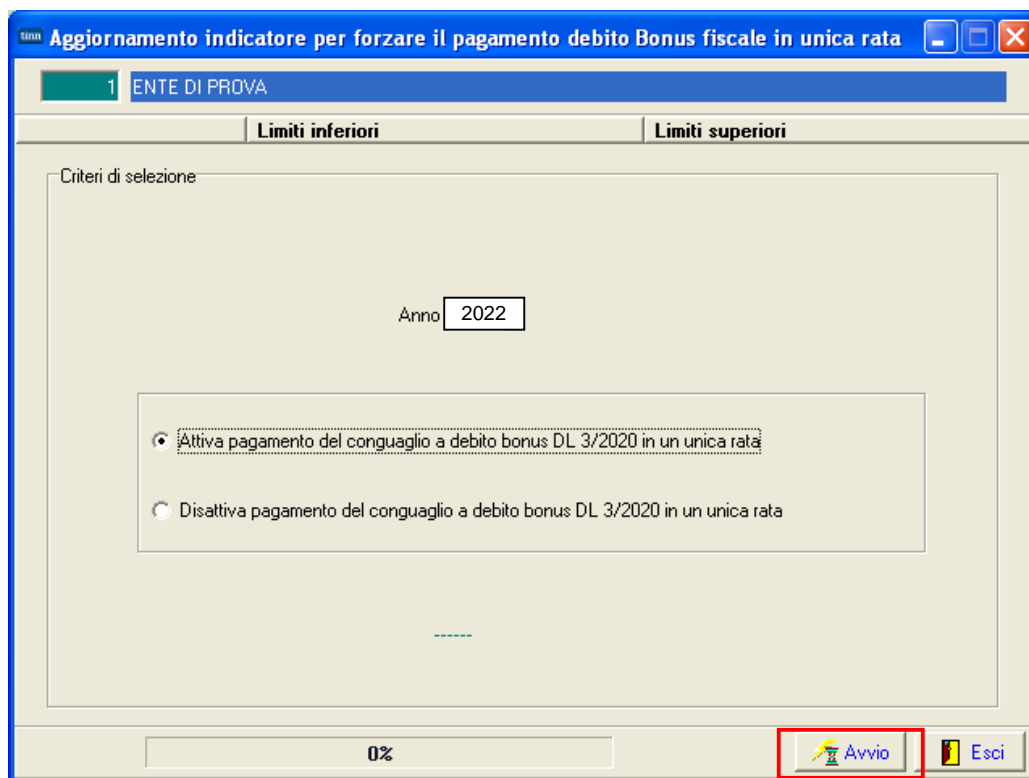 tinn Aggiornamento indicatore per forzare il pagamento debito Bonus fiscale in unica rata
1 ENTE DI PROVA
Limiti inferiori Limiti superiori
Criteri di selezione
Anno 2022
Attiva pagamento del conguaglio a debito bonus DL 3/2020 in un unica rata
Disattiva pagamento del conguaglio a debito bonus DL 3/2020 in un unica rata
------
0% Avvio Esci